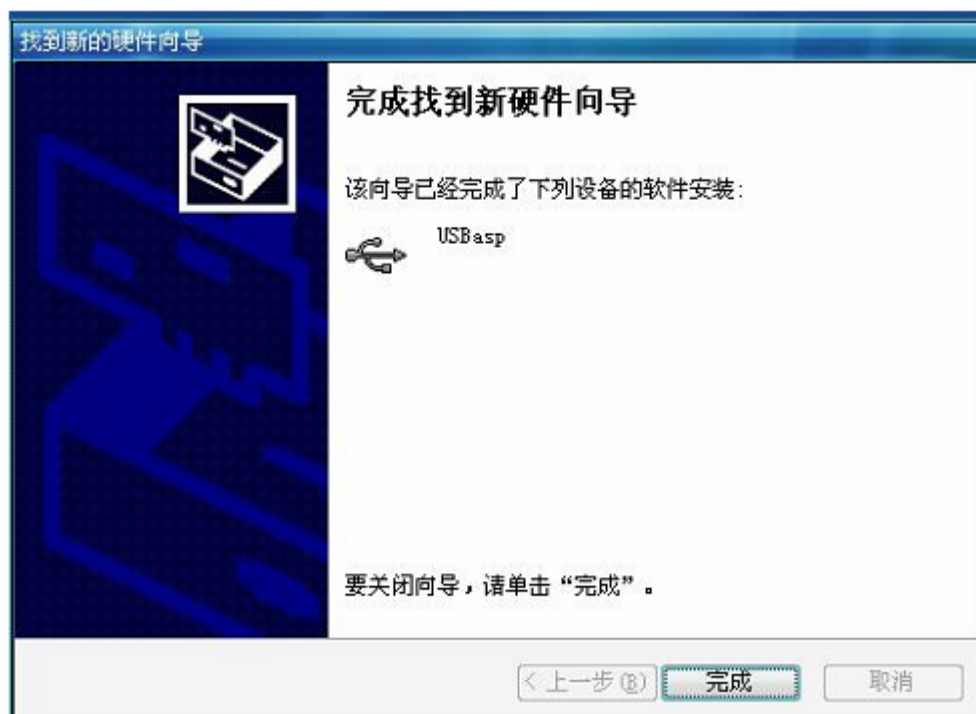 找到新的硬件向导
完成找到新硬件向导
该向导已经完成了下列设备的软件安装：
USBasp
要关闭向导，请单击“完成”。
< 上一步(B)
完成
取消